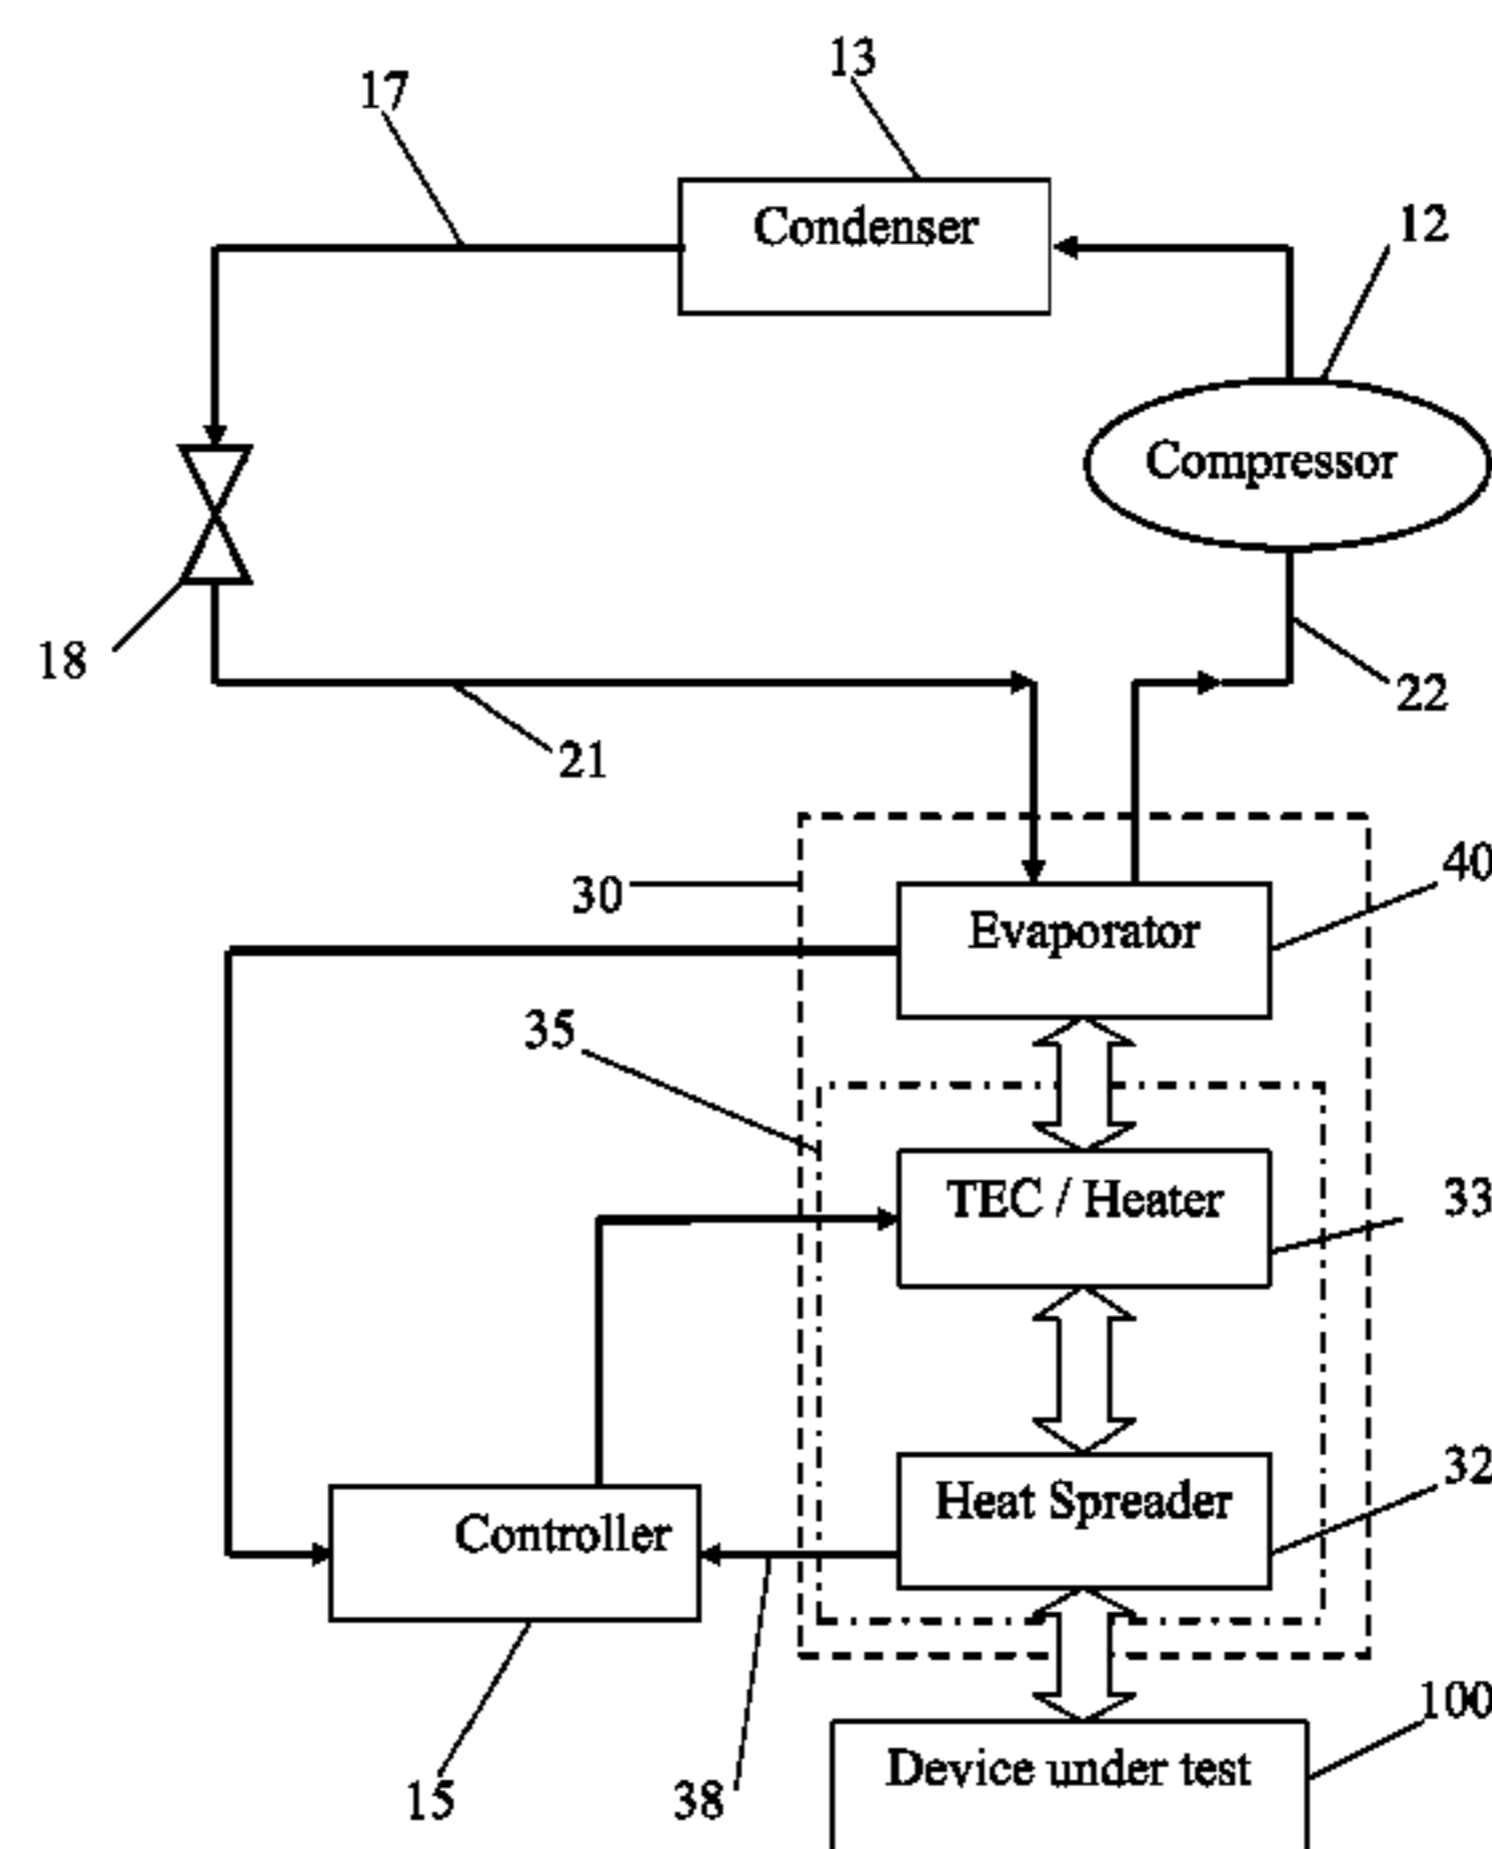 13
17
Condenser
12
Compressor
18
22
21
40
30
Evaporator
35
33
TEC / Heater
32
Heat Spreader
Controller
100
Device under test
15
38